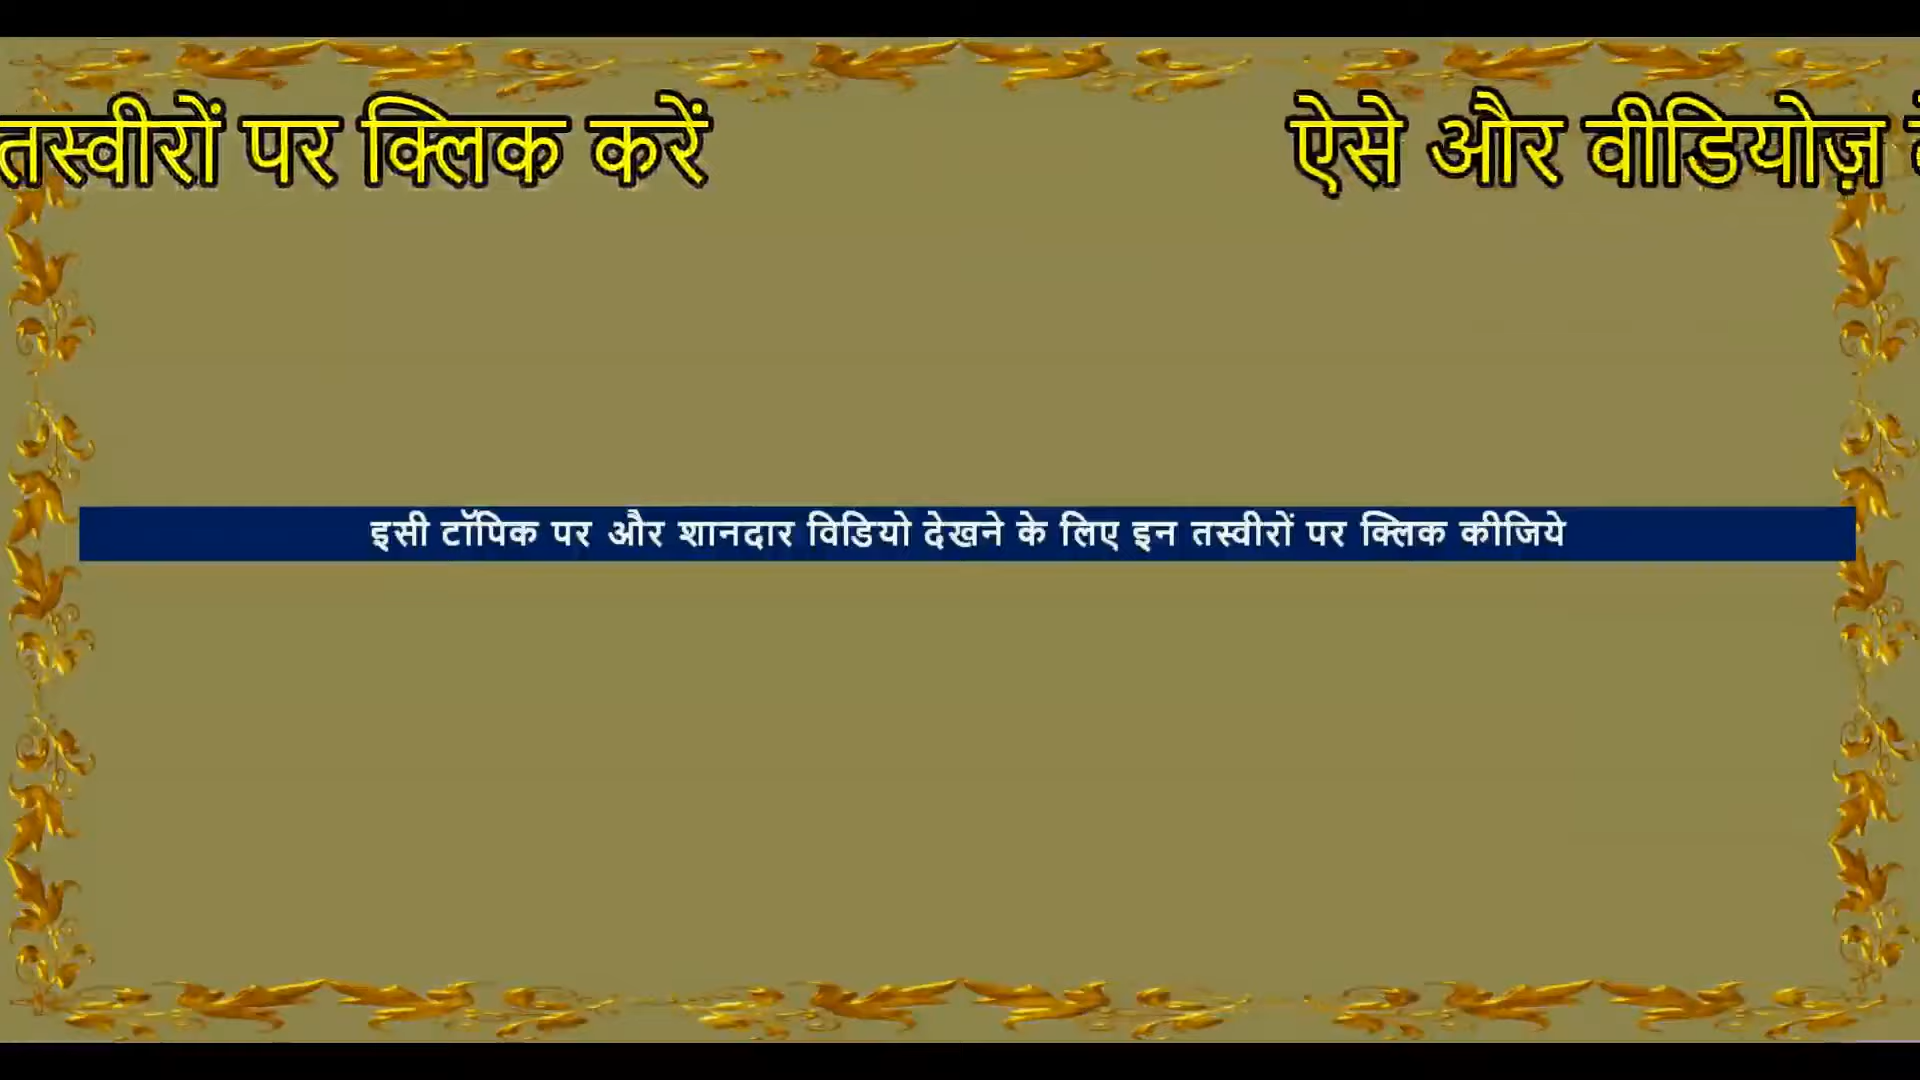 तस्वीरों पर क्लिक करें ऐसे और वीडियोज़
इसी टॉपिक पर और शानदार विडियो देखने के लिए इन तस्वीरों पर क्लिक कीजिये